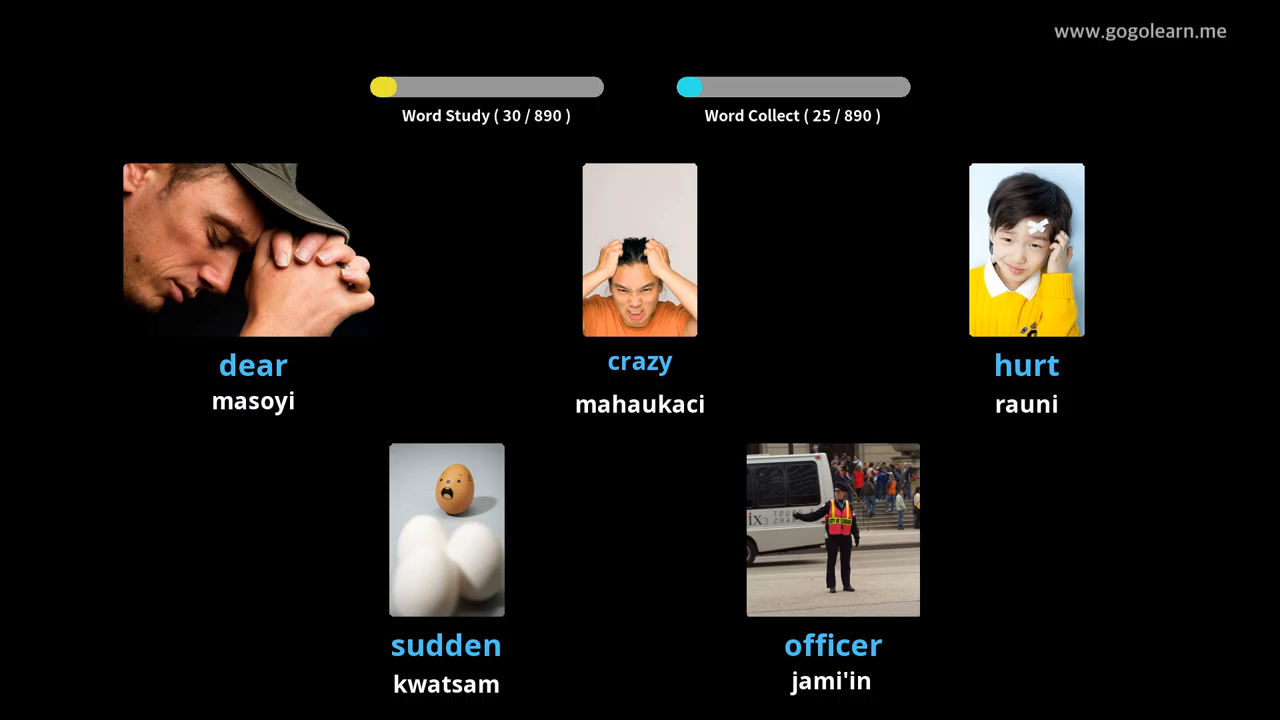 www.gogolearn.me
Word Study ( 30 / 890 )
Word Collect ( 25 / 890 )
dear
masoyi
crazy
mahaukaci
hurt
rauni
sudden
kwatsam
officer
jami'in